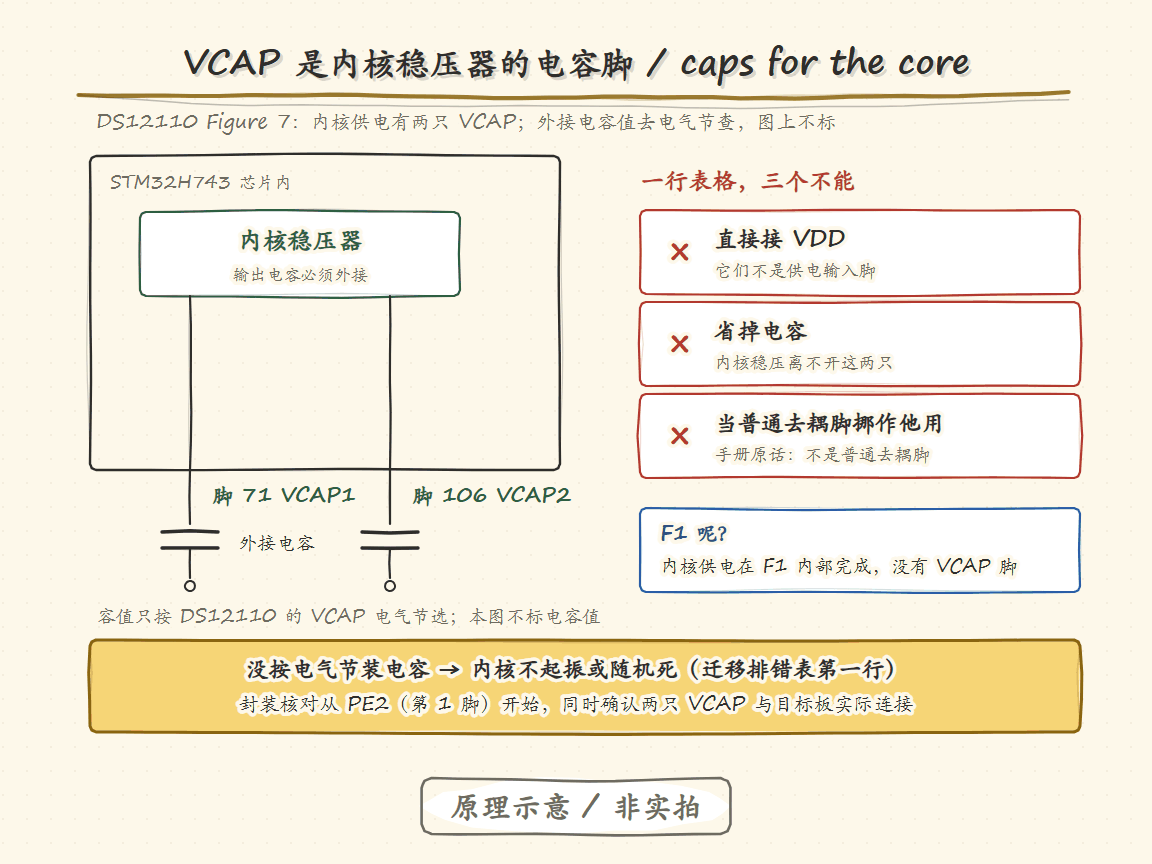 VCAP 是内核稳压器的电容脚 / caps for the core
DS12110 Figure 7：内核供电有两只 VCAP；外接电容值去电气节查，图上不标
STM32H743 芯片内
内核稳压器
输出电容必须外接
脚 71 VCAP1
脚 106 VCAP2
外接电容
容值只按 DS12110 的 VCAP 电气节选；本图不标电容值
一行表格，三个不能
× 直接接 VDD
它们不是供电输入脚
× 省掉电容
内核稳压离不开这两只
× 当普通去耦脚挪作他用
手册原话：不是普通去耦脚
F1 呢？
内核供电在 F1 内部完成，没有 VCAP 脚
没按电气节装电容 → 内核不起振或随机死（迁移排错表第一行）
封装核对从 PE2（第 1 脚）开始，同时确认两只 VCAP 与目标板实际连接
原理示意 / 非实拍